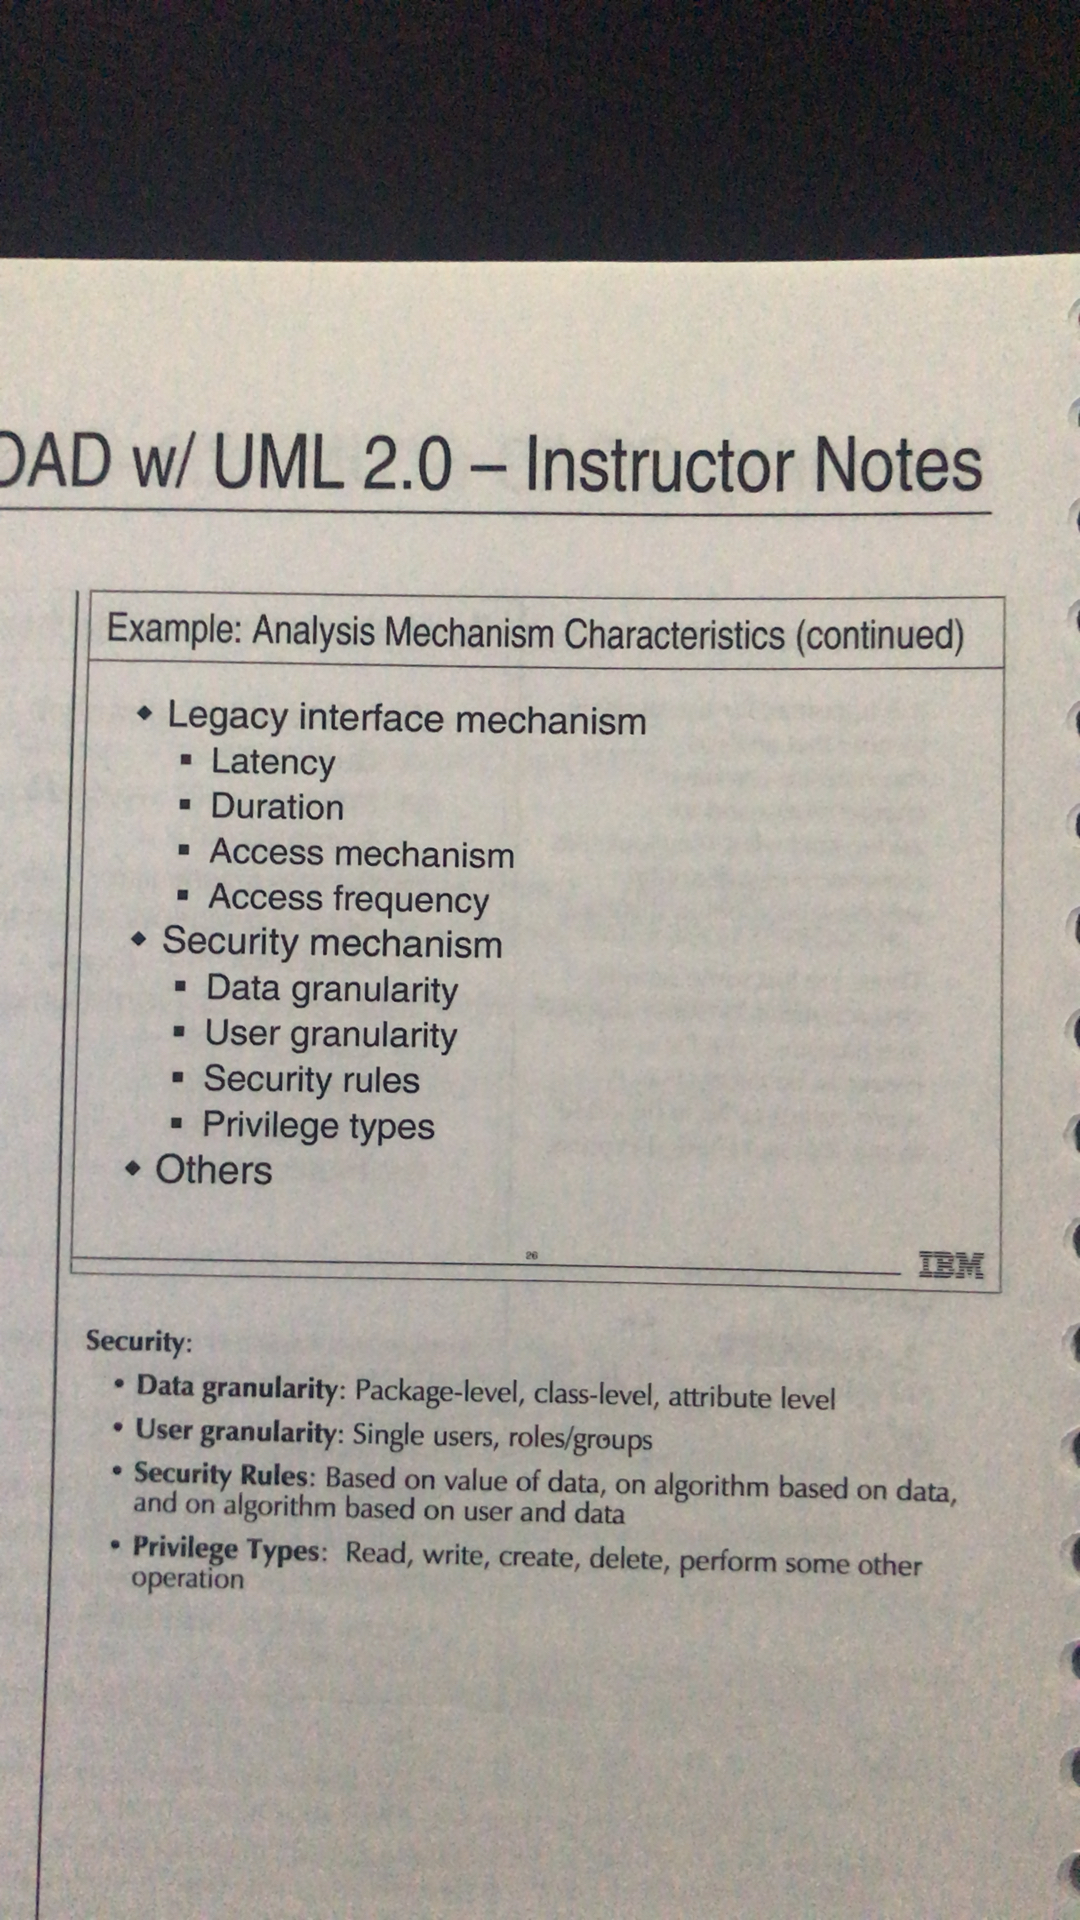 OAD w/ UML 2.0 – Instructor Notes
Example: Analysis Mechanism Characteristics (continued)
◆ Legacy interface mechanism
▪ Latency
▪ Duration
▪ Access mechanism
▪ Access frequency
◆ Security mechanism
▪ Data granularity
▪ User granularity
▪ Security rules
▪ Privilege types
◆ Others
26
IBM
Security:
• Data granularity: Package-level, class-level, attribute level
• User granularity: Single users, roles/groups
• Security Rules: Based on value of data, on algorithm based on data,
and on algorithm based on user and data
• Privilege Types: Read, write, create, delete, perform some other
operation